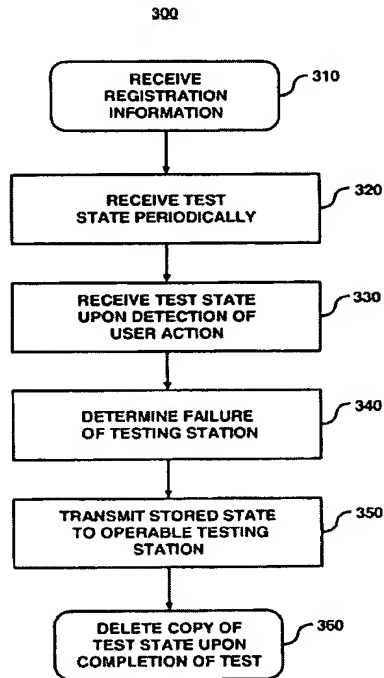 300
RECEIVE
REGISTRATION
INFORMATION
310
RECEIVE TEST
STATE PERIODICALLY
320
RECEIVE TEST STATE
UPON DETECTION OF
USER ACTION
330
DETERMINE FAILURE
OF TESTING STATION
340
TRANSMIT STORED STATE
TO OPERABLE TESTING
STATION
350
DELETE COPY OF
TEST STATE UPON
COMPLETION OF TEST
360